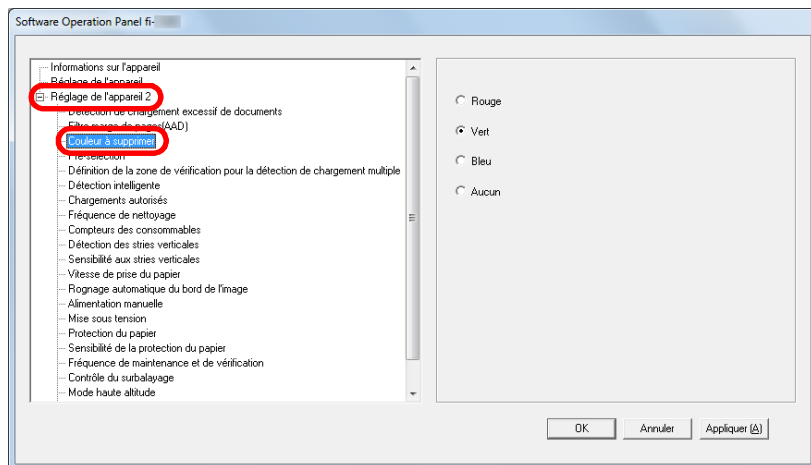 Software Operation Panel fi-
Informations sur l'appareil
Réglage de l'appareil
Réglage de l'appareil 2
Détection de chargement excessif de documents
Filtre marge de pages(AAD)
Couleur à supprimer
Pré-sélection
Définition de la zone de vérification pour la détection de chargement multiple
Détection intelligente
Chargements autorisés
Fréquence de nettoyage
Compteurs des consommables
Détection des stries verticales
Sensibilité aux stries verticales
Vitesse de prise du papier
Rognage automatique du bord de l'image
Alimentation manuelle
Mise sous tension
Protection du papier
Sensibilité de la protection du papier
Fréquence de maintenance et de vérification
Contrôle du surbalayage
Mode haute altitude
Rouge
Vert
Bleu
Aucun
OK Annuler Appliquer (A)